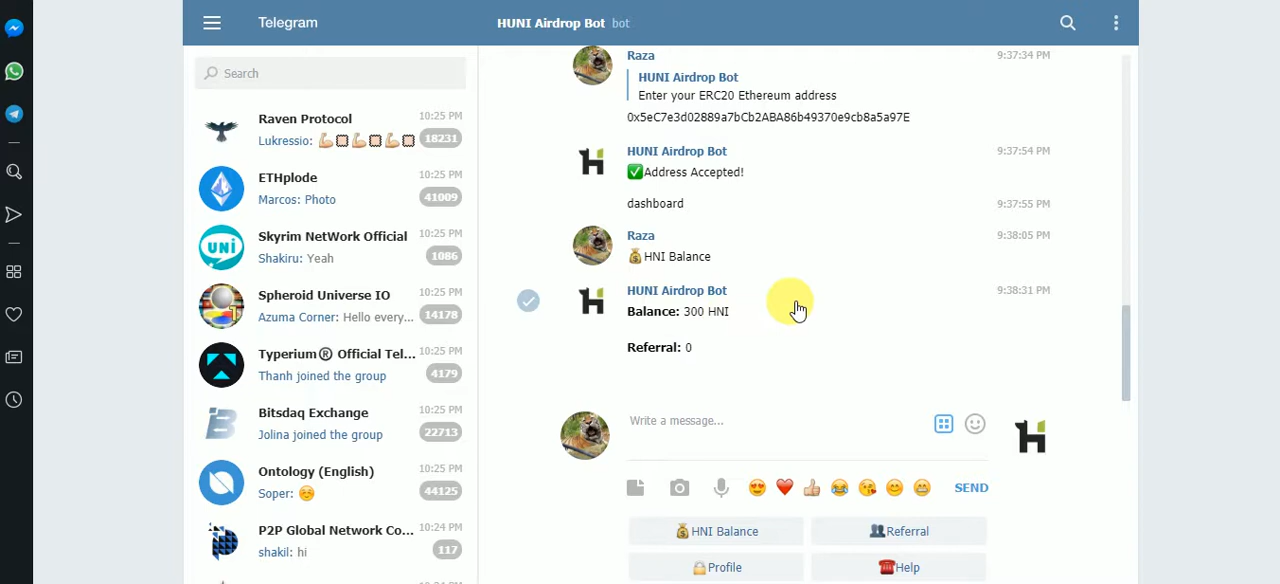 Telegram
HUNI Airdrop Bot bot
Search
Raven Protocol 10:25 PM
Lukressio: 💪🏻💪🏻💪🏻 18231
ETHplode 10:25 PM
Marcos: Photo 41009
Skyrim NetWork Official 10:25 PM
Shakiru: Yeah 1086
Spheroid Universe IO 10:25 PM
Azuma Corner: Hello every... 14178
Typerium® Official Tel... 10:25 PM
Thanh joined the group 4179
Bitsdaq Exchange 10:25 PM
Jolina joined the group 22713
Ontology (English) 10:25 PM
Soper: ☺️ 44125
P2P Global Network Co... 10:24 PM
shakil: hi 117
Raza 9:37:34 PM
HUNI Airdrop Bot
Enter your ERC20 Ethereum address
0x5eC7e3d02889a7bCb2ABA86b49370e9cb8a5a97E
HUNI Airdrop Bot 9:37:54 PM
✅Address Accepted!
dashboard 9:37:55 PM
Raza 9:38:05 PM
💰HNI Balance
HUNI Airdrop Bot 9:38:31 PM
Balance: 300 HNI
Referral: 0
Write a message...
😍 ❤️ 👍🏻 😂 😘 😊 😁 SEND
💰HNI Balance 👥Referral
🔒Profile ☎️Help